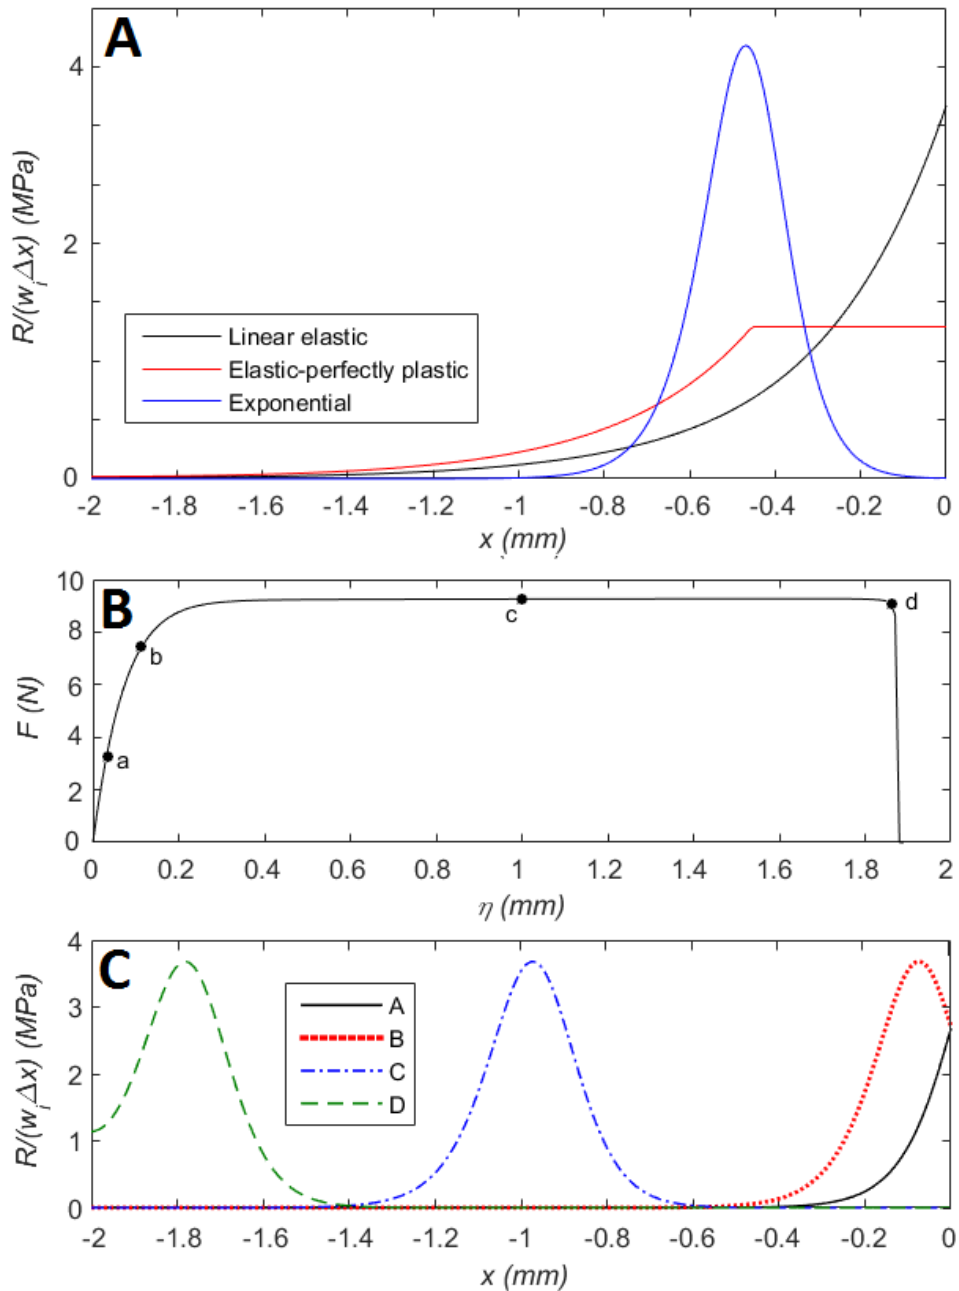 A
R/(w_i Δx) (MPa)
4
2
0
Linear elastic
Elastic-perfectly plastic
Exponential
-2 -1.8 -1.6 -1.4 -1.2 -1 -0.8 -0.6 -0.4 -0.2 0
x (mm)
B
F (N)
10
8
6
4
2
0
a
b
c
d
0 0.2 0.4 0.6 0.8 1 1.2 1.4 1.6 1.8 2
η (mm)
C
R/(w_i Δx) (MPa)
4
3
2
1
0
A
B
C
D
-2 -1.8 -1.6 -1.4 -1.2 -1 -0.8 -0.6 -0.4 -0.2 0
x (mm)